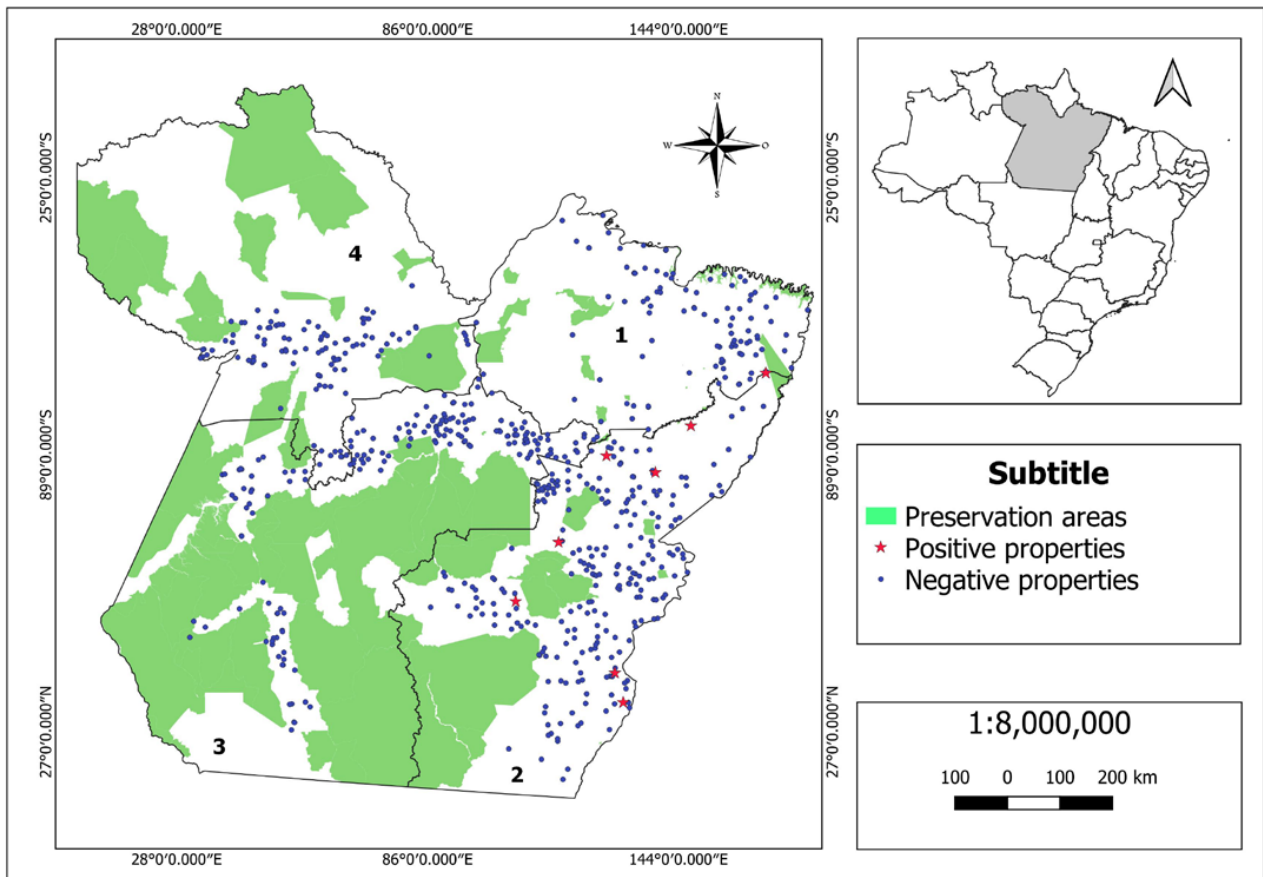 28°0'0.000"E 86°0'0.000"E 144°0'0.000"E
25°0'0.000"S
25°0'0.000"S
N
W O
S
4
1
89°0'0.000"S
89°0'0.000"S
Subtitle
Preservation areas
Positive properties
Negative properties
27°0'0.000"N
27°0'0.000"N
3
2
1:8,000,000
100 0 100 200 km
28°0'0.000"E 86°0'0.000"E 144°0'0.000"E